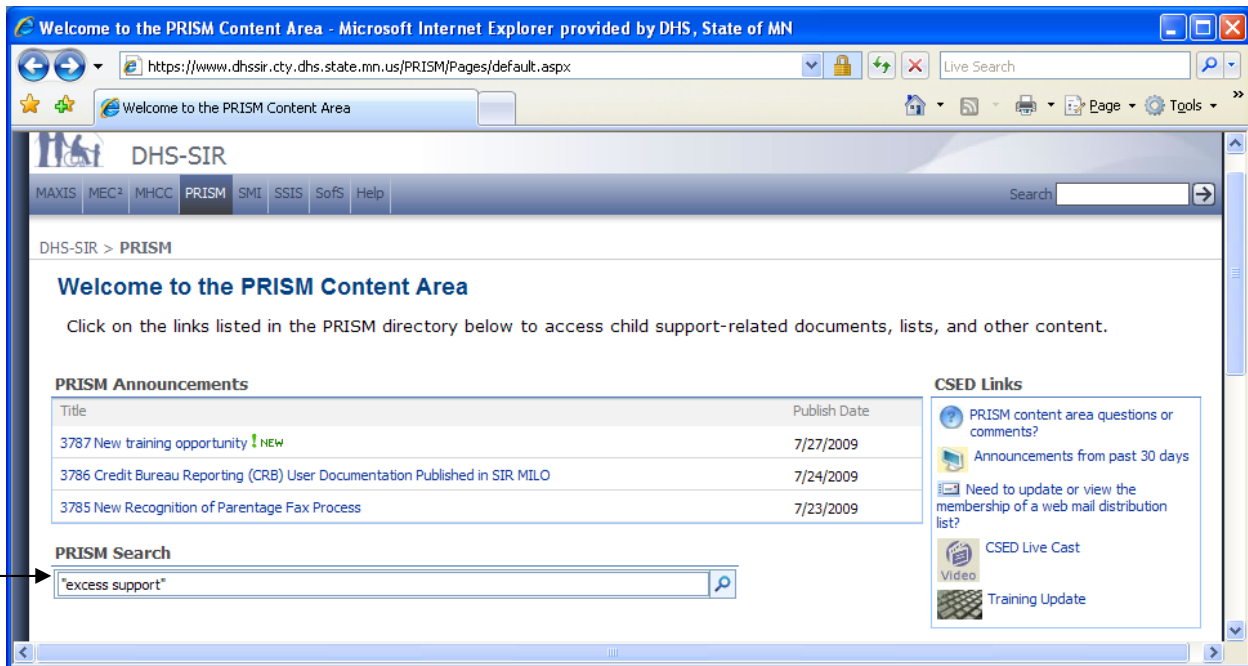 Welcome to the PRISM Content Area - Microsoft Internet Explorer provided by DHS, State of MN
https://www.dhssir.cty.dhs.state.mn.us/PRISM/Pages/default.aspx
Live Search
Welcome to the PRISM Content Area
Page
Tools
»
DHS-SIR
MAXIS MEC² MHCC PRISM SMI SSIS SofS Help
Search
DHS-SIR > PRISM
Welcome to the PRISM Content Area
Click on the links listed in the PRISM directory below to access child support-related documents, lists, and other content.
PRISM Announcements
Title Publish Date
3787 New training opportunity ! NEW 7/27/2009
3786 Credit Bureau Reporting (CRB) User Documentation Published in SIR MILO 7/24/2009
3785 New Recognition of Parentage Fax Process 7/23/2009
PRISM Search
"excess support"
CSED Links
PRISM content area questions or
comments?
Announcements from past 30 days
Need to update or view the
membership of a web mail distribution
list?
CSED Live Cast
Video
Training Update